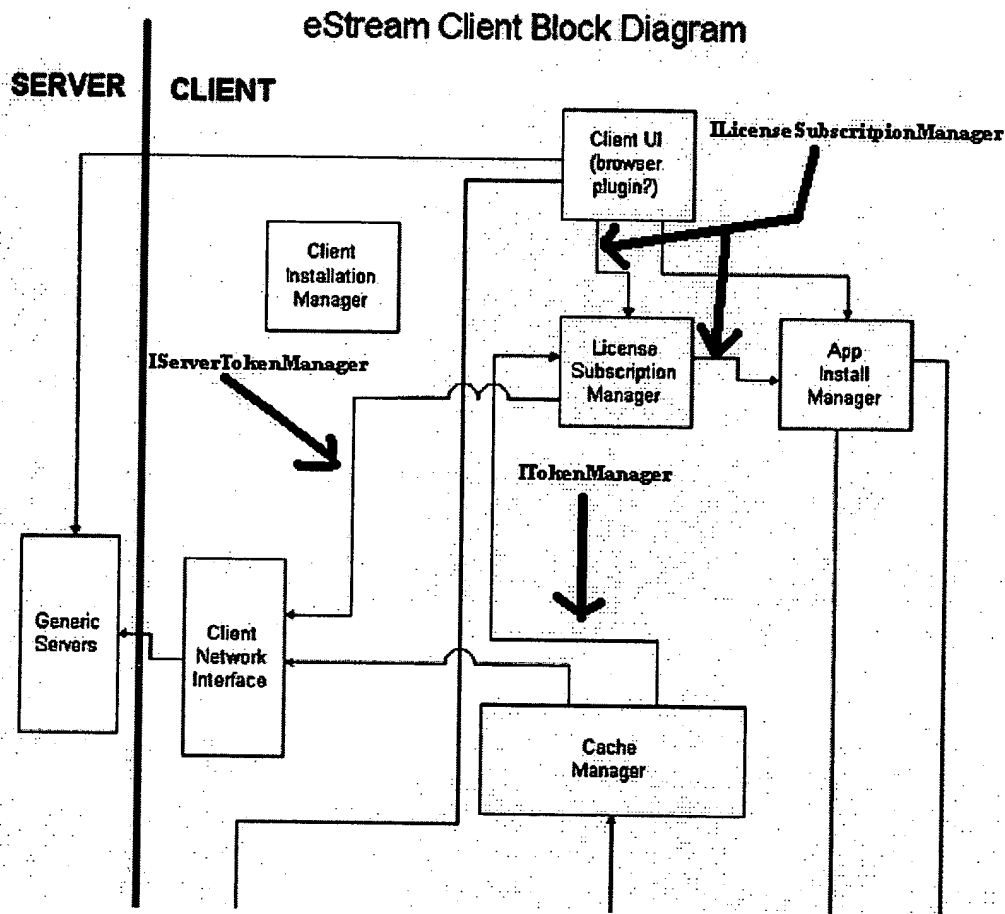 eStream Client Block Diagram
SERVER
CLIENT
Client UI
(browser
plugin?)
ILicenseSubscritpionManager
Client
Installation
Manager
License
Subscription
Manager
App
Install
Manager
IServerTokenManager
ITokenManager
Generic
Servers
Client
Network
Interface
Cache
Manager